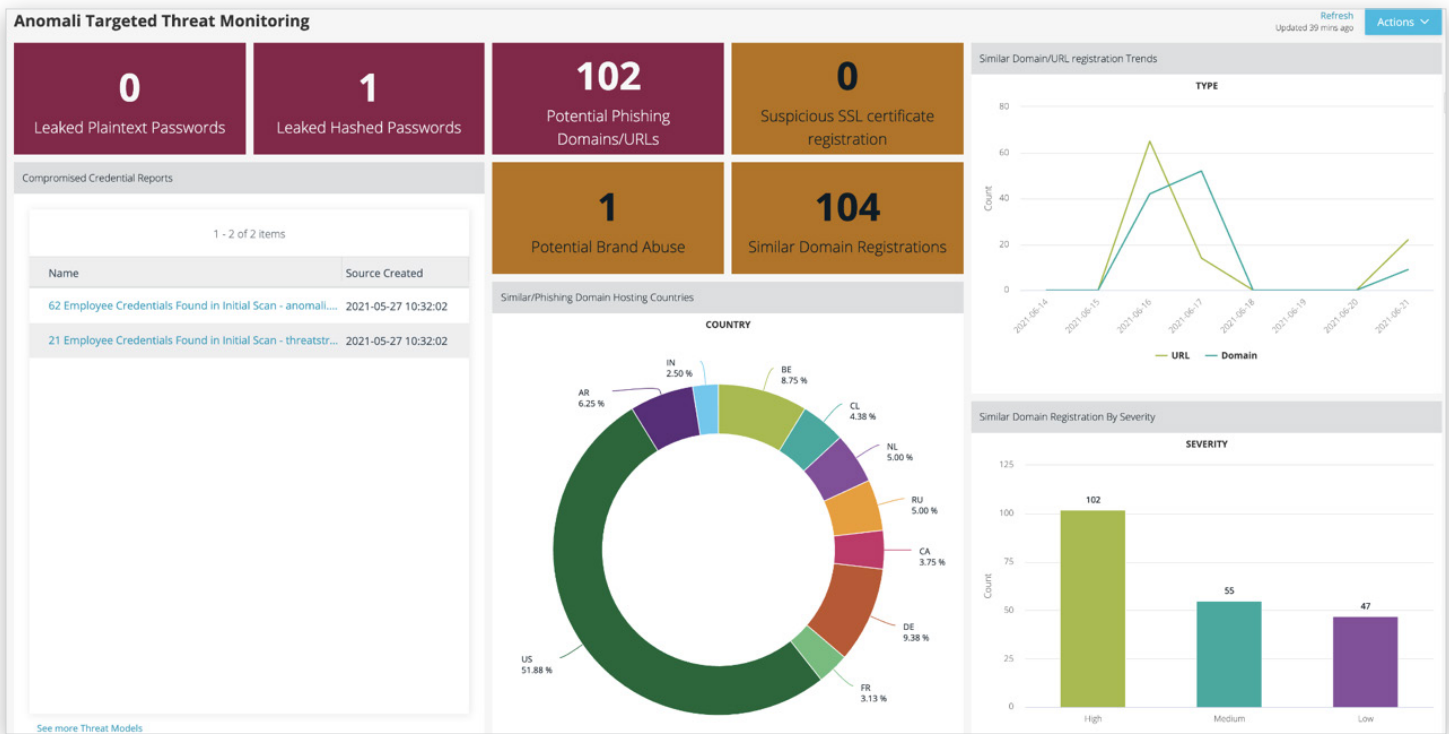 Anomali Targeted Threat Monitoring
Refresh
Updated 39 mins ago
Actions
0
Leaked Plaintext Passwords
1
Leaked Hashed Passwords
102
Potential Phishing
Domains/URLs
0
Suspicious SSL certificate
registration
1
Potential Brand Abuse
104
Similar Domain Registrations
Compromised Credential Reports
1 - 2 of 2 items
Name Source Created
62 Employee Credentials Found in Initial Scan - anomali.... 2021-05-27 10:32:02
21 Employee Credentials Found in Initial Scan - threatstr... 2021-05-27 10:32:02
See more Threat Models
Similar/Phishing Domain Hosting Countries
COUNTRY
IN
2.50 %
BE
8.75 %
AR
6.25 %
CL
4.38 %
NL
5.00 %
RU
5.00 %
CA
3.75 %
DE
9.38 %
US
51.88 %
FR
3.13 %
Similar Domain/URL registration Trends
TYPE
80
60
40
20
0
Count
2021-06-14
2021-06-15
2021-06-16
2021-06-17
2021-06-18
2021-06-19
2021-06-20
2021-06-21
URL Domain
Similar Domain Registration By Severity
SEVERITY
125
100
75
50
25
0
Count
102
55
47
High Medium Low